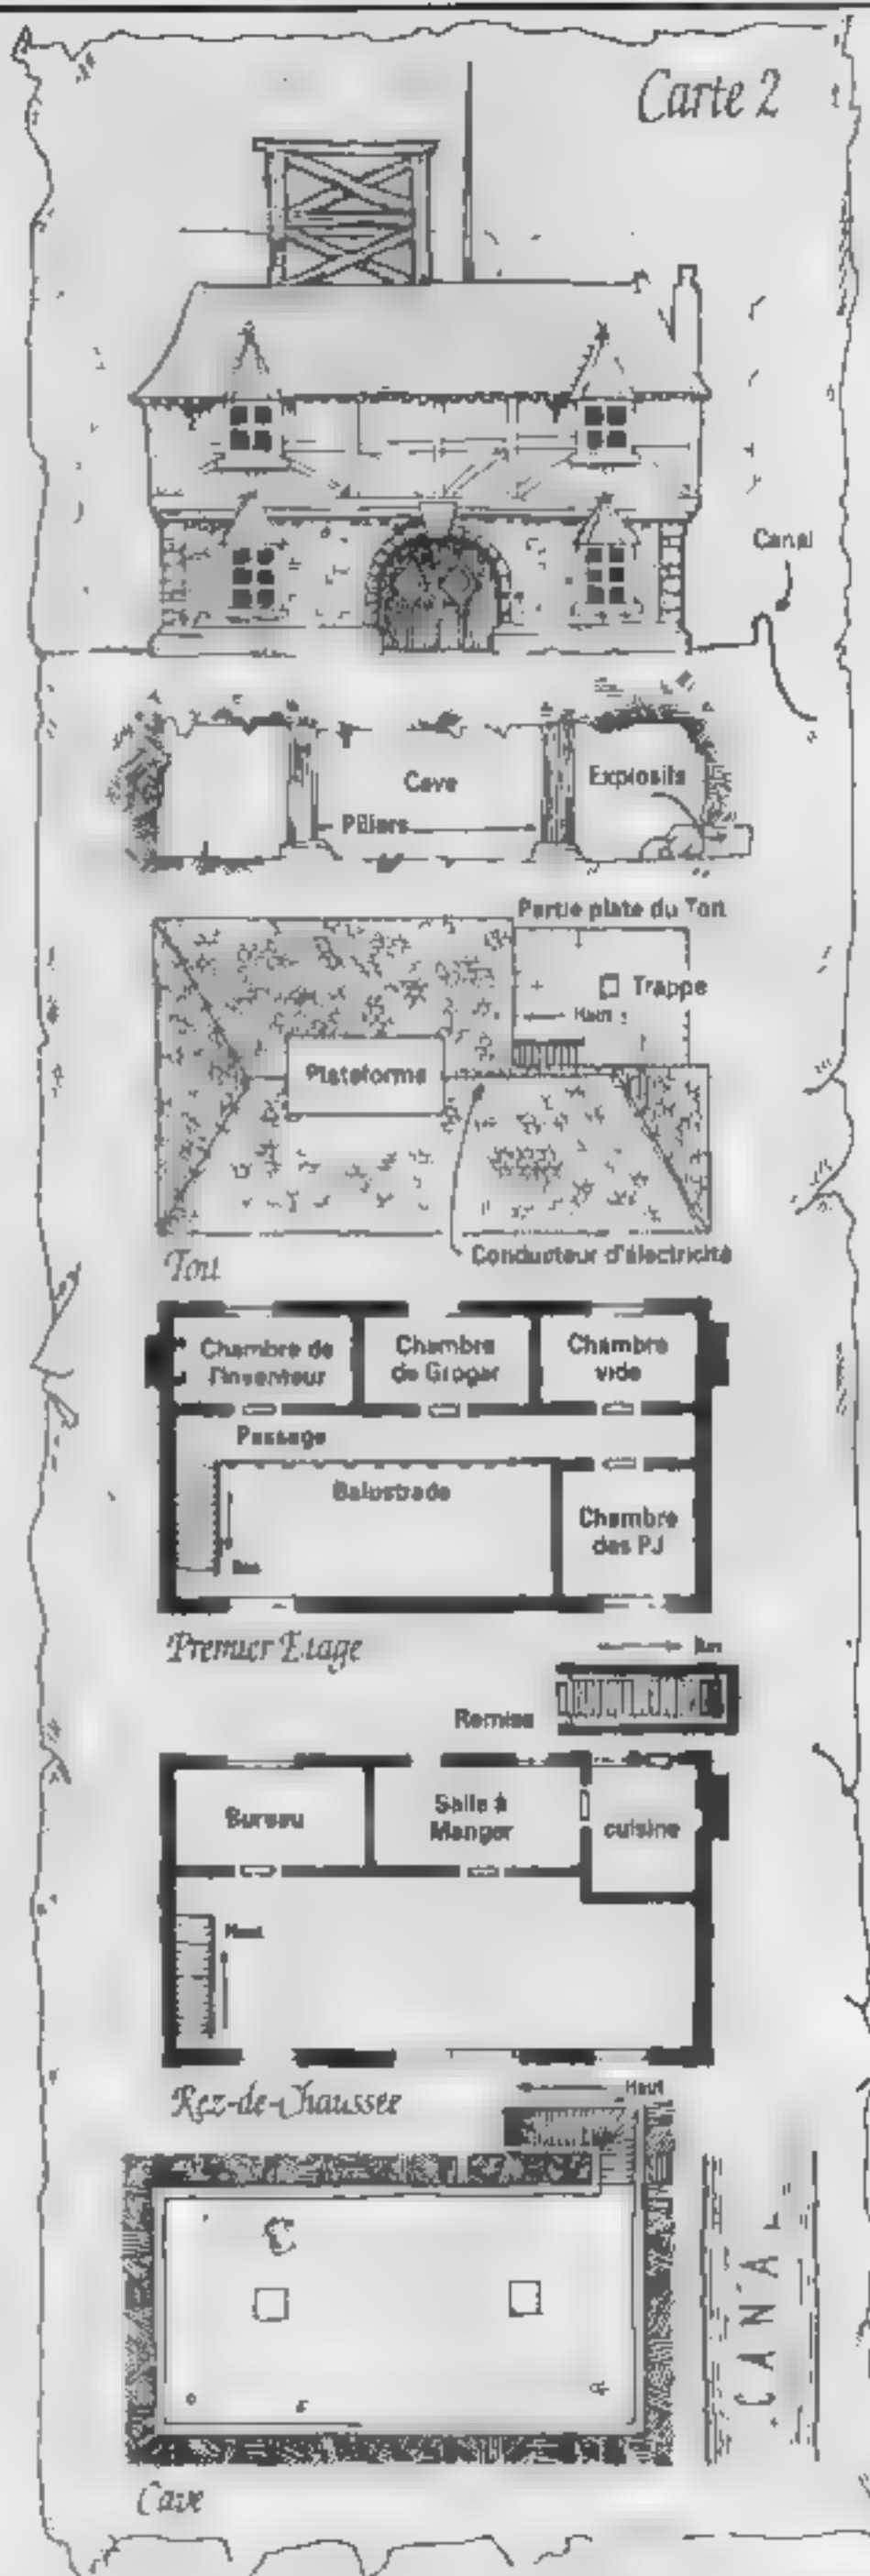 Carte 2
Canal
Cave
Explosifs
Piliers
Partie plate du Toit
Trappe
Haut
Plateforme
Conducteur d'électricité
Toit
Chambre de
l'inventeur
Chambre
de Grogar
Chambre
vide
Passage
Balustrade
Chambre
des PJ
Bas
Premier Etage
Bas
Remise
Bureau
Salle à
Manger
cuisine
Haut
Rez-de-Chaussee
Haut
CANAL
Cave